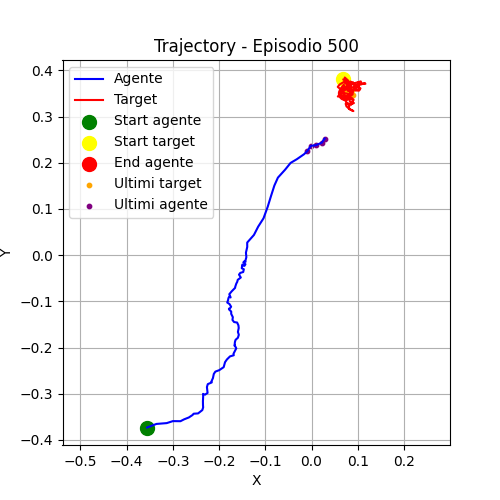 Trajectory - Episodio 500
Agente
Target
Start agente
Start target
End agente
Ultimi target
Ultimi agente
Y
0.4
0.3
0.2
0.1
0.0
−0.1
−0.2
−0.3
−0.4
−0.5 −0.4 −0.3 −0.2 −0.1 0.0 0.1 0.2
X